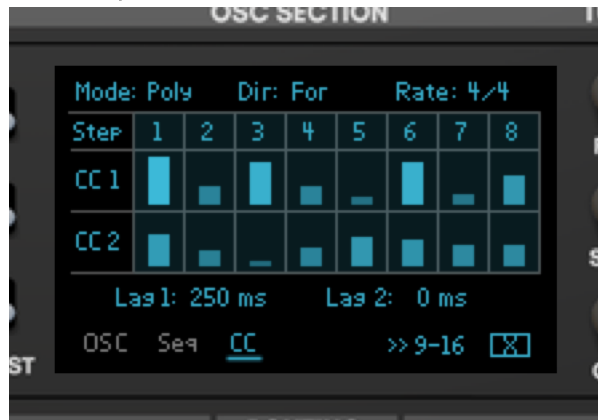 OSC SECTION
Mode: Poly Dir: For Rate: 4/4
Step 1 2 3 4 5 6 7 8
CC 1
CC 2
Lag 1: 250 ms Lag 2: 0 ms
OSC Seq CC >> 9-16 [X]
ST